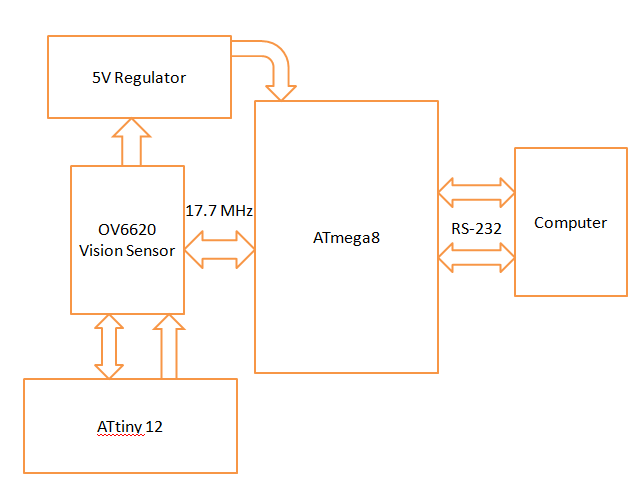 5V Regulator
17.7 MHz
OV6620
Vision Sensor
ATmega8
RS-232
Computer
ATtiny 12